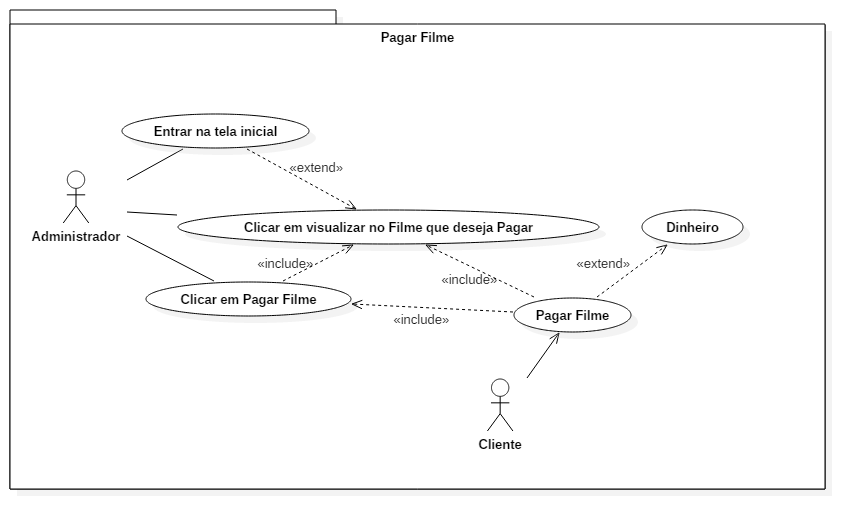 Pagar Filme
Entrar na tela inicial
«extend»
Administrador
Clicar em visualizar no Filme que deseja Pagar
Dinheiro
«include»
«extend»
«include»
Clicar em Pagar Filme
«include»
Pagar Filme
Cliente